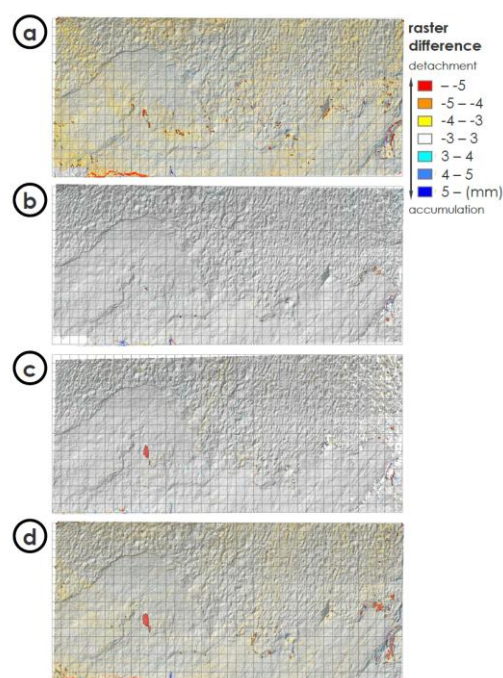 a
raster
difference
detachment
– -5
-5 – -4
-4 – -3
-3 – 3
3 – 4
4 – 5
5 – (mm)
accumulation
b
c
d